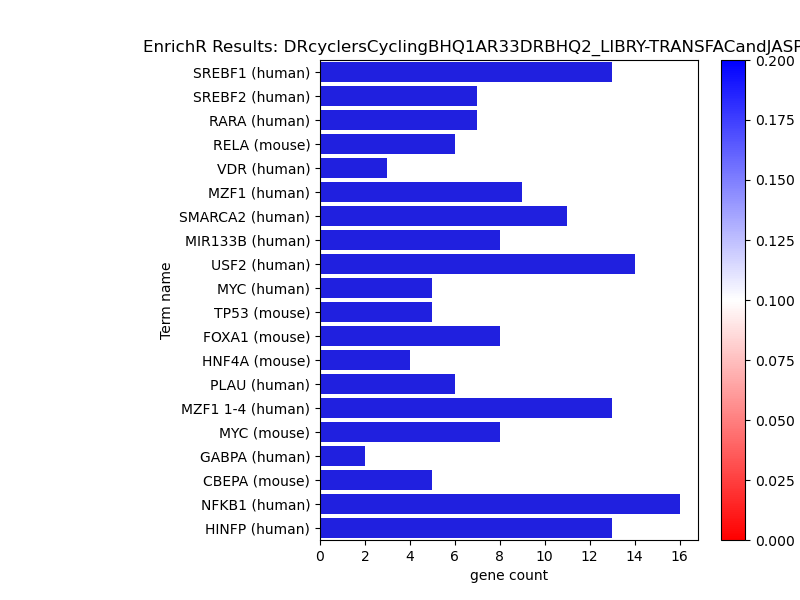 EnrichR Results: DRcyclersCyclingBHQ1AR33DRBHQ2_LIBRY-TRANSFACandJASP
SREBF1 (human)
SREBF2 (human)
RARA (human)
RELA (mouse)
VDR (human)
MZF1 (human)
SMARCA2 (human)
MIR133B (human)
USF2 (human)
MYC (human)
TP53 (mouse)
FOXA1 (mouse)
HNF4A (mouse)
PLAU (human)
MZF1 1-4 (human)
MYC (mouse)
GABPA (human)
CBEPA (mouse)
NFKB1 (human)
HINFP (human)
Term name
0 2 4 6 8 10 12 14 16
gene count
0.200
0.175
0.150
0.125
0.100
0.075
0.050
0.025
0.000